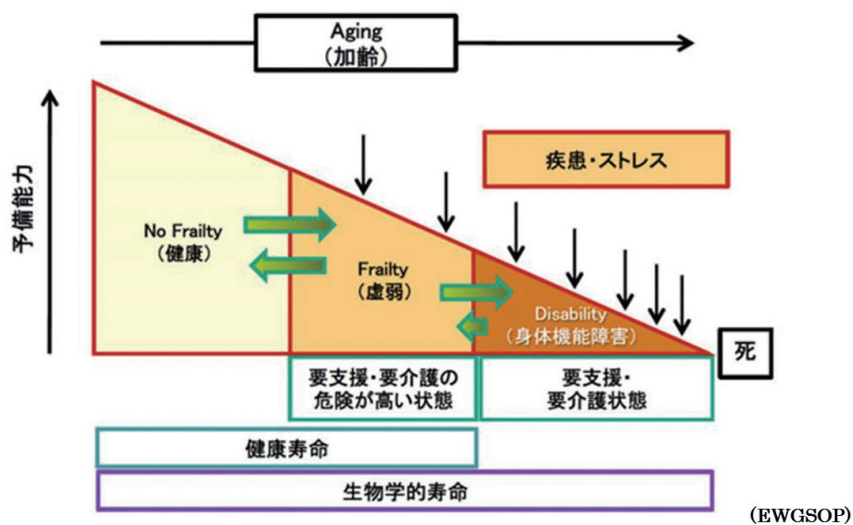 Aging
(加齢)
予備能力
疾患・ストレス
No Frailty
(健康)
Frailty
(虚弱)
Disability
(身体機能障害)
死
要支援・要介護の
危険が高い状態
要支援・
要介護状態
健康寿命
生物学的寿命
(EWGSOP)